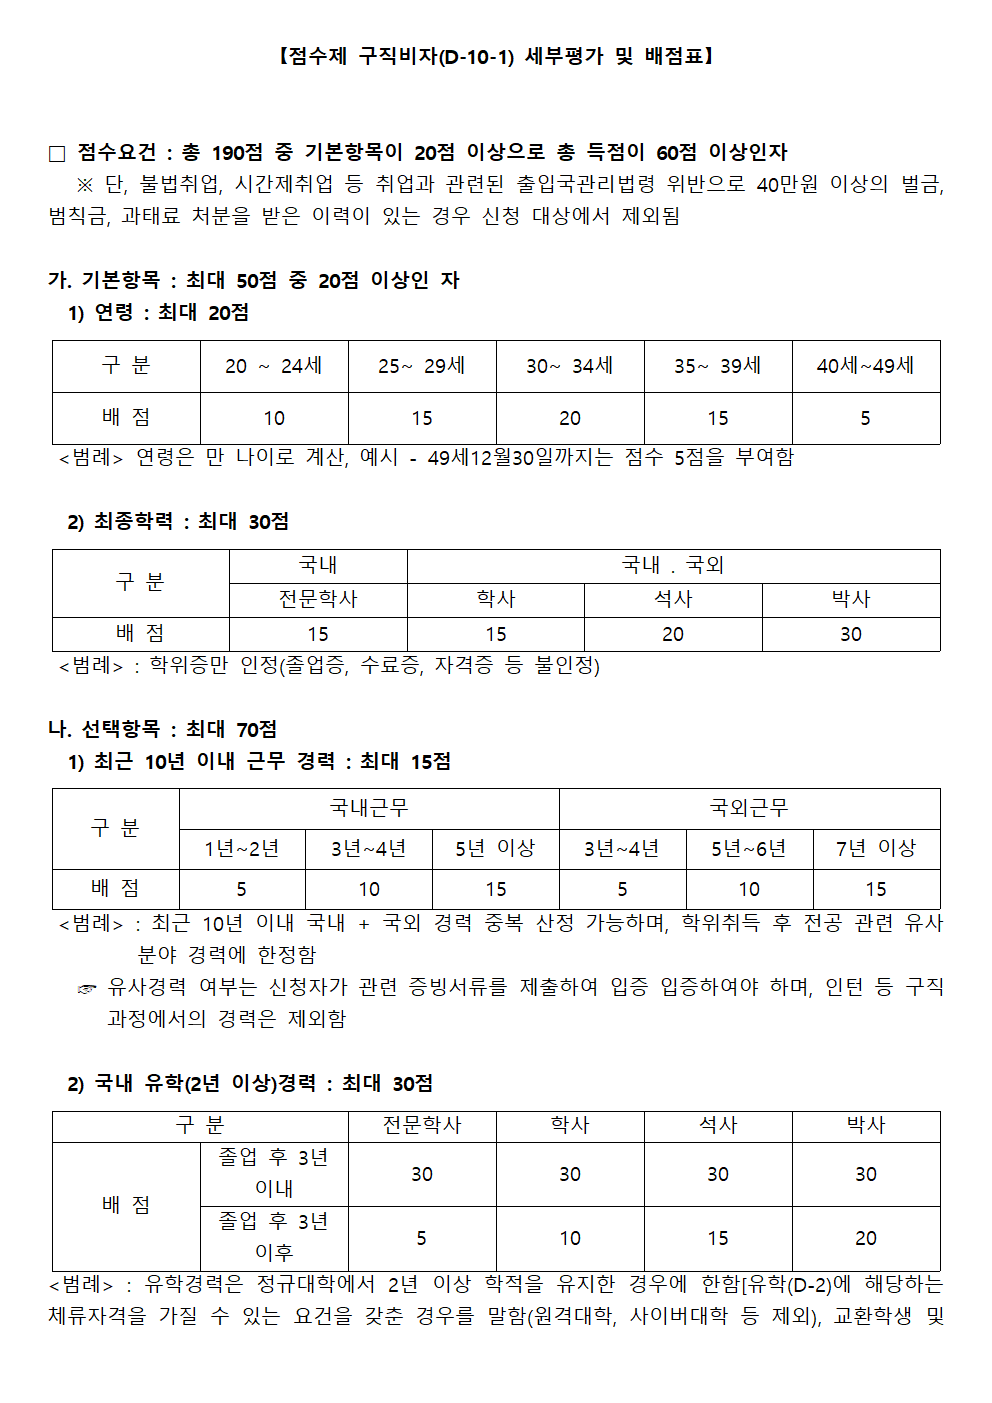 【점수제 구직비자(D-10-1) 세부평가 및 배점표】
□ 점수요건 : 총 190점 중 기본항목이 20점 이상으로 총 득점이 60점 이상인자
※ 단, 불법취업, 시간제취업 등 취업과 관련된 출입국관리법령 위반으로 40만원 이상의 벌금,
범칙금, 과태료 처분을 받은 이력이 있는 경우 신청 대상에서 제외됨
가. 기본항목 : 최대 50점 중 20점 이상인 자
1) 연령 : 최대 20점
구 분 20 ~ 24세 25~ 29세 30~ 34세 35~ 39세 40세~49세
배 점 10 15 20 15 5
<범례> 연령은 만 나이로 계산, 예시 - 49세12월30일까지는 점수 5점을 부여함
2) 최종학력 : 최대 30점
구 분 국내 국내 . 국외
전문학사 학사 석사 박사
배 점 15 15 20 30
<범례> : 학위증만 인정(졸업증, 수료증, 자격증 등 불인정)
나. 선택항목 : 최대 70점
1) 최근 10년 이내 근무 경력 : 최대 15점
구 분 국내근무 국외근무
1년~2년 3년~4년 5년 이상 3년~4년 5년~6년 7년 이상
배 점 5 10 15 5 10 15
<범례> : 최근 10년 이내 국내 + 국외 경력 중복 산정 가능하며, 학위취득 후 전공 관련 유사
분야 경력에 한정함
☞ 유사경력 여부는 신청자가 관련 증빙서류를 제출하여 입증 입증하여야 하며, 인턴 등 구직
과정에서의 경력은 제외함
2) 국내 유학(2년 이상)경력 : 최대 30점
구 분 전문학사 학사 석사 박사
배 점 졸업 후 3년
이내 30 30 30 30
졸업 후 3년
이후 5 10 15 20
<범례> : 유학경력은 정규대학에서 2년 이상 학적을 유지한 경우에 한함[유학(D-2)에 해당하는
체류자격을 가질 수 있는 요건을 갖춘 경우를 말함(원격대학, 사이버대학 등 제외), 교환학생 및